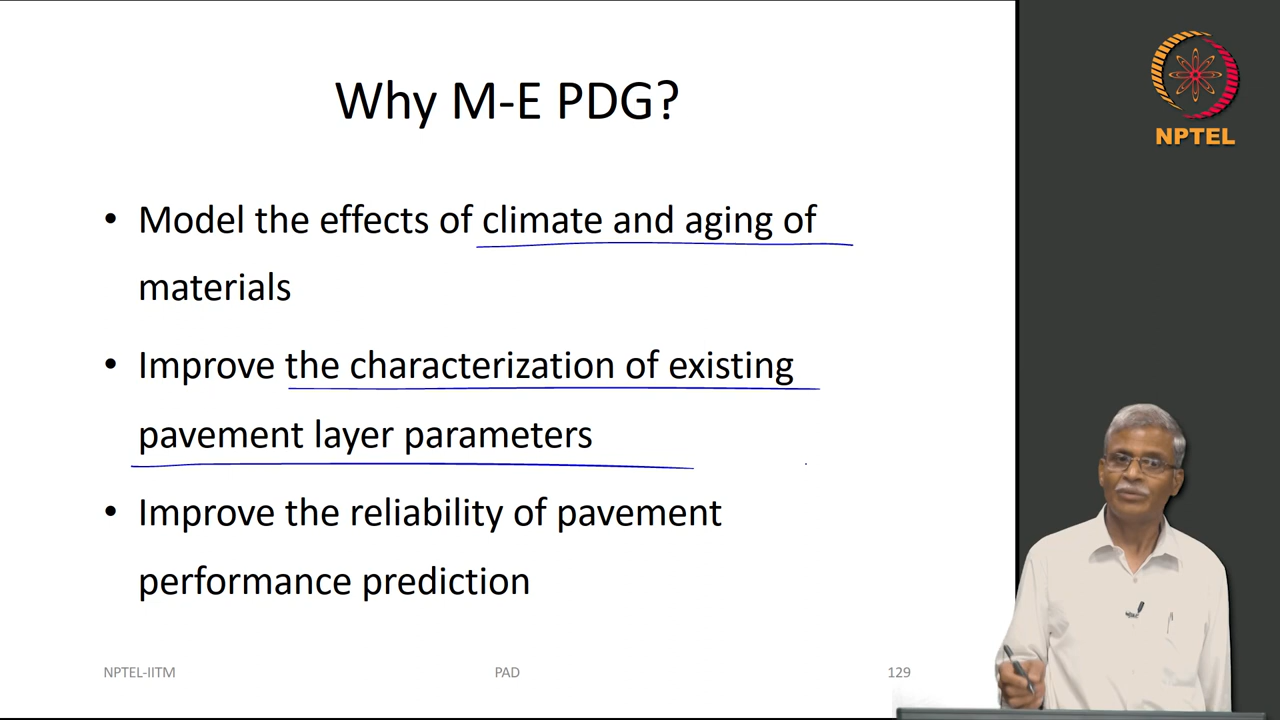 Why M-E PDG?
• Model the effects of climate and aging of
materials
• Improve the characterization of existing
pavement layer parameters
• Improve the reliability of pavement
performance prediction
NPTEL-IITM
PAD
129
NPTEL